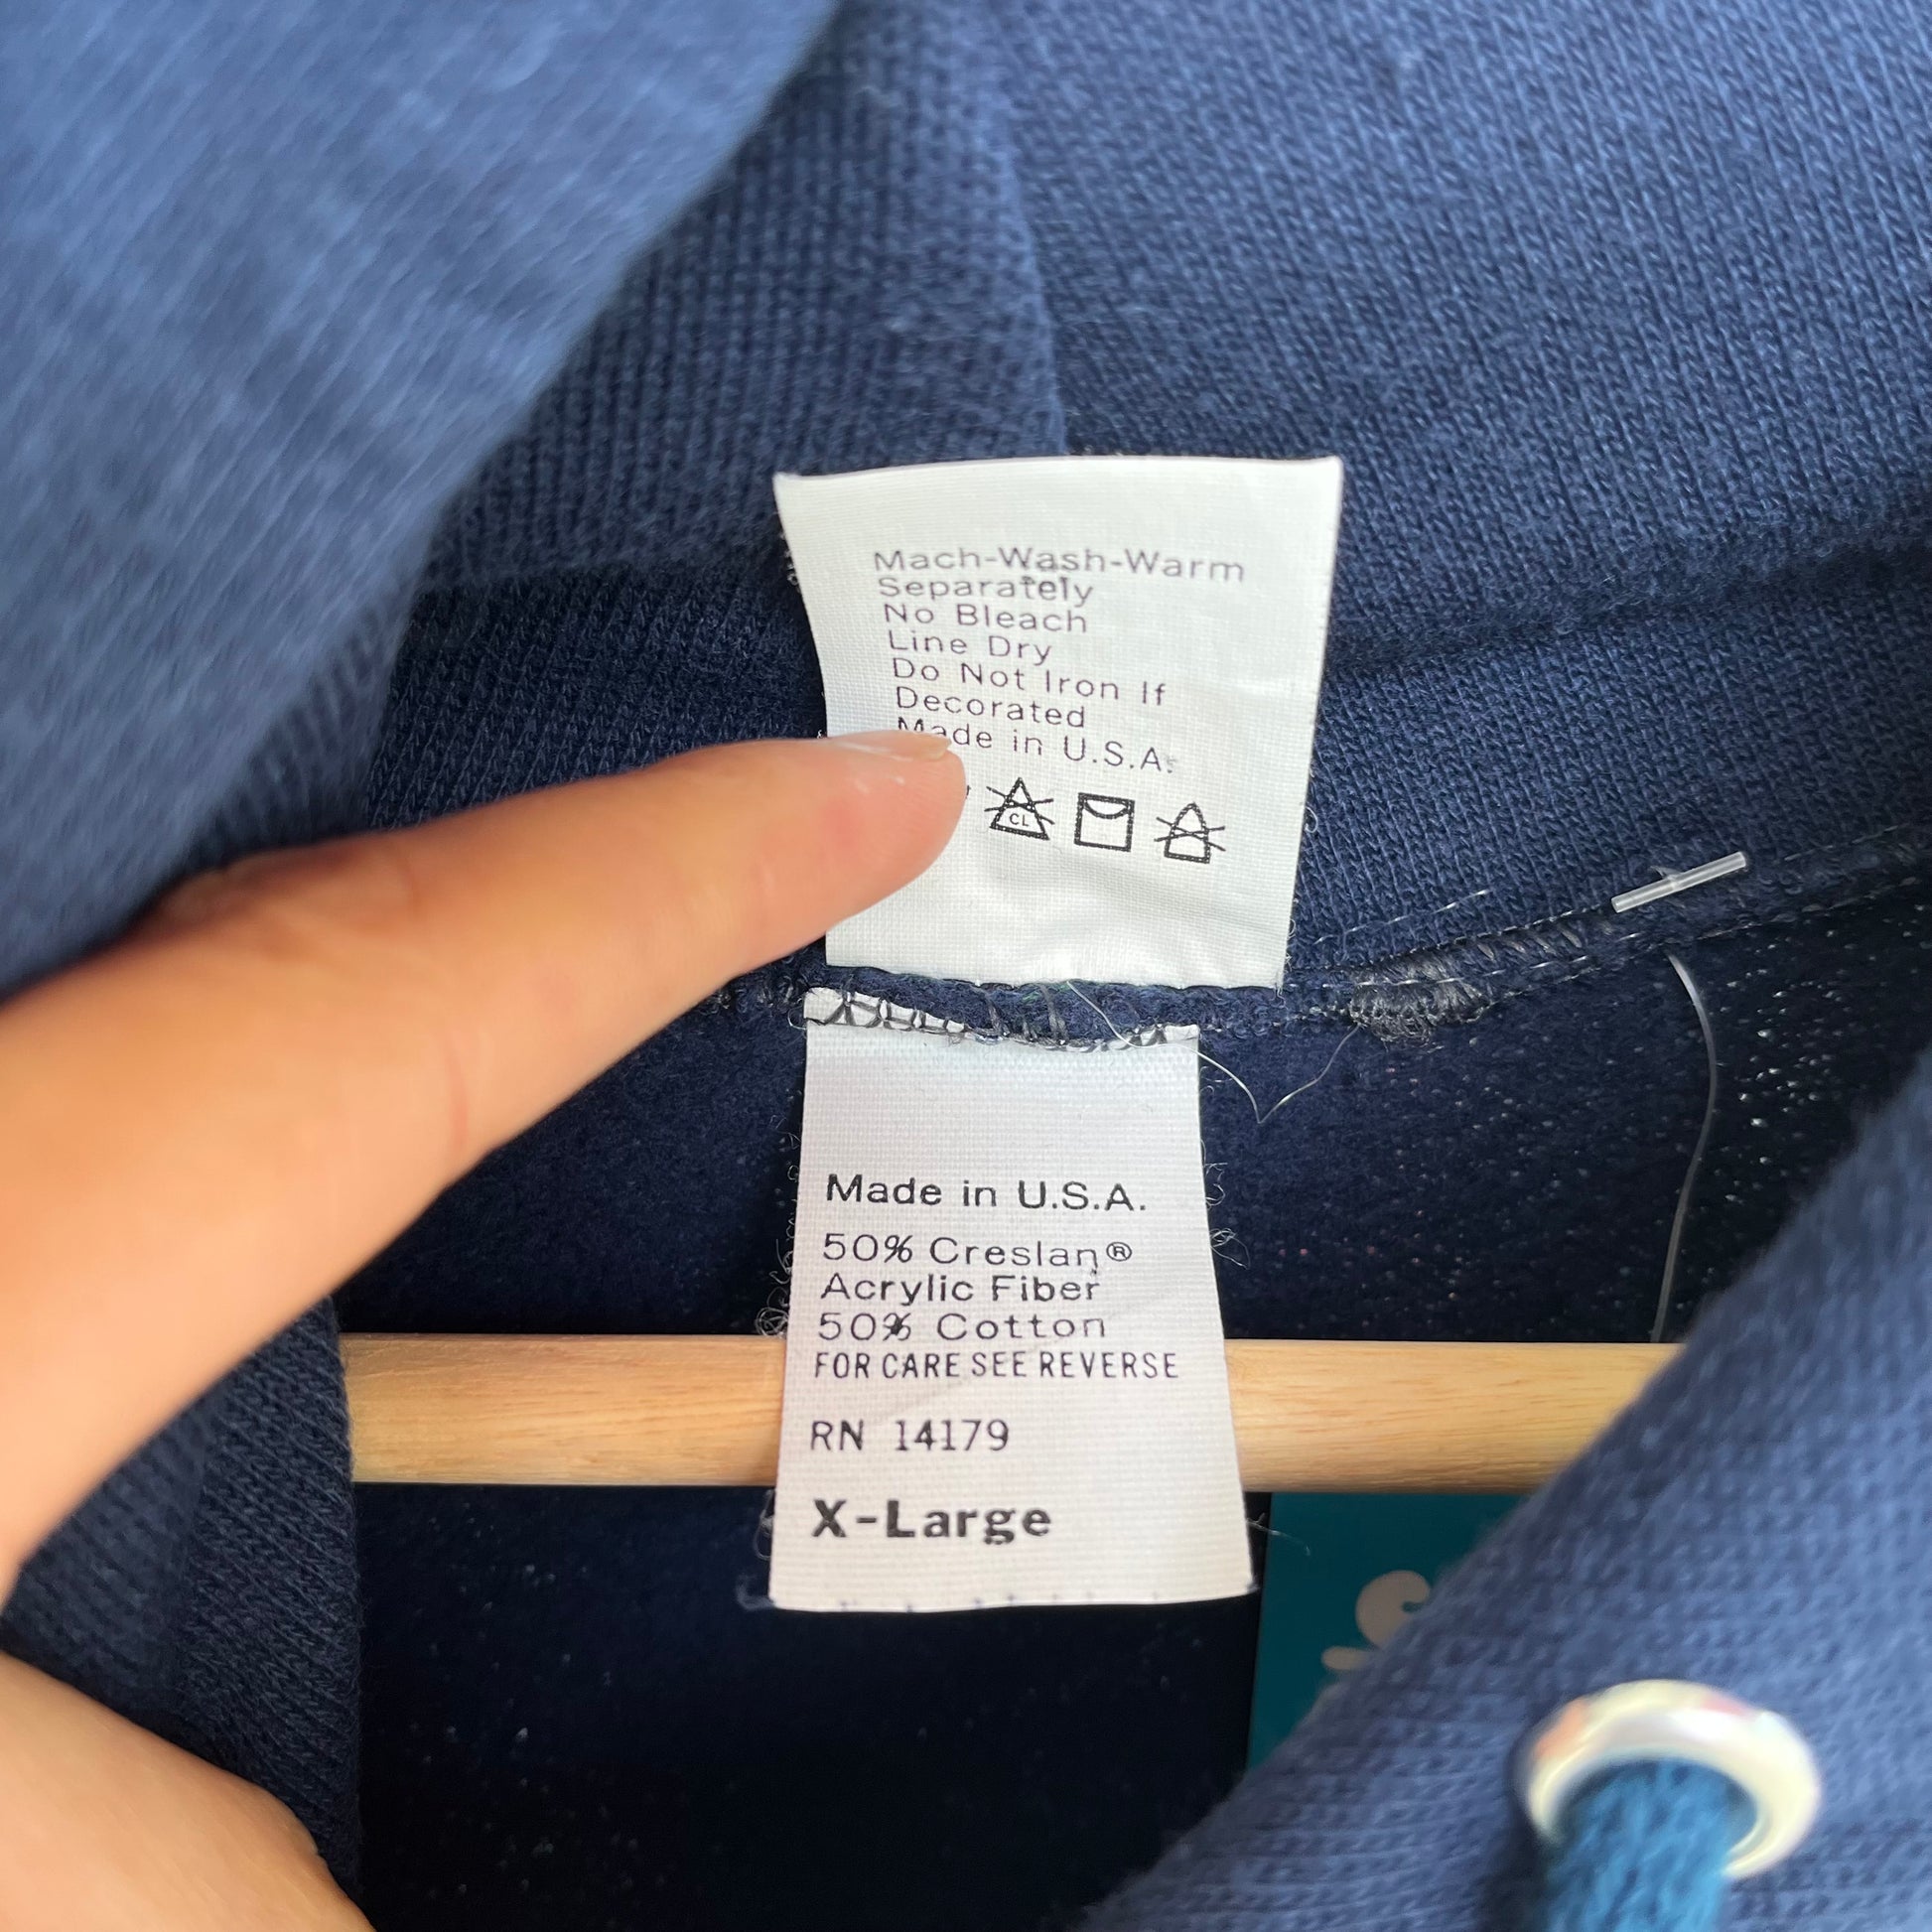 Mach-Wash-Warm
Separately
No Bleach
Line Dry
Do Not Iron If
Decorated
Made in U.S.A.
CL
Made in U.S.A.
50% Creslan®
Acrylic Fiber
50% Cotton
FOR CARE SEE REVERSE
RN 14179
X-Large